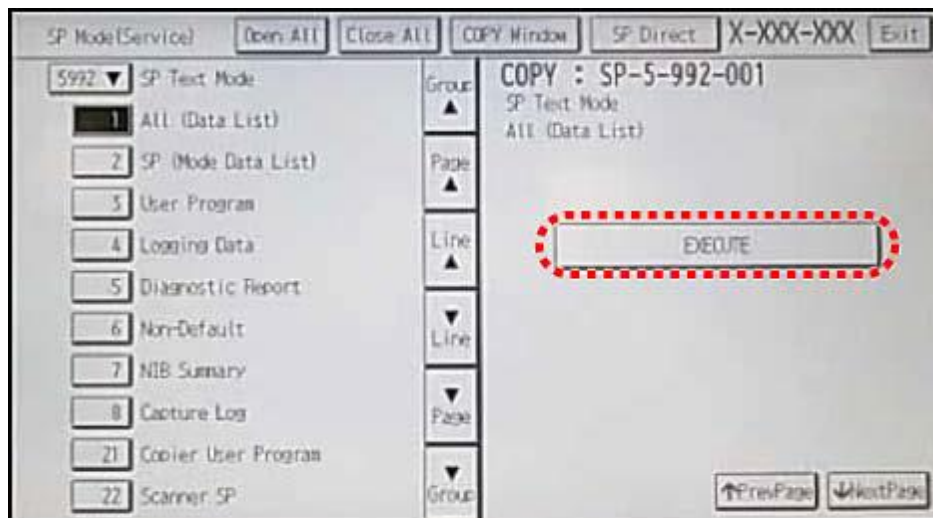 SP Mode(Service) Open All Close All COPY Window SP Direct X-XXX-XXX Exit
5992 ▼ SP Text Mode
1 All (Data List)
2 SP (Mode Data List)
3 User Program
4 Logging Data
5 Diagnostic Report
6 Non-Default
7 NIB Summary
8 Capture Log
21 Copier User Program
22 Scanner SP
Group ▲
Page ▲
Line ▲
▼ Line
▼ Page
▼ Group
COPY : SP-5-992-001
SP Text Mode
All (Data List)
EXECUTE
↑PrevPage ↓NextPage